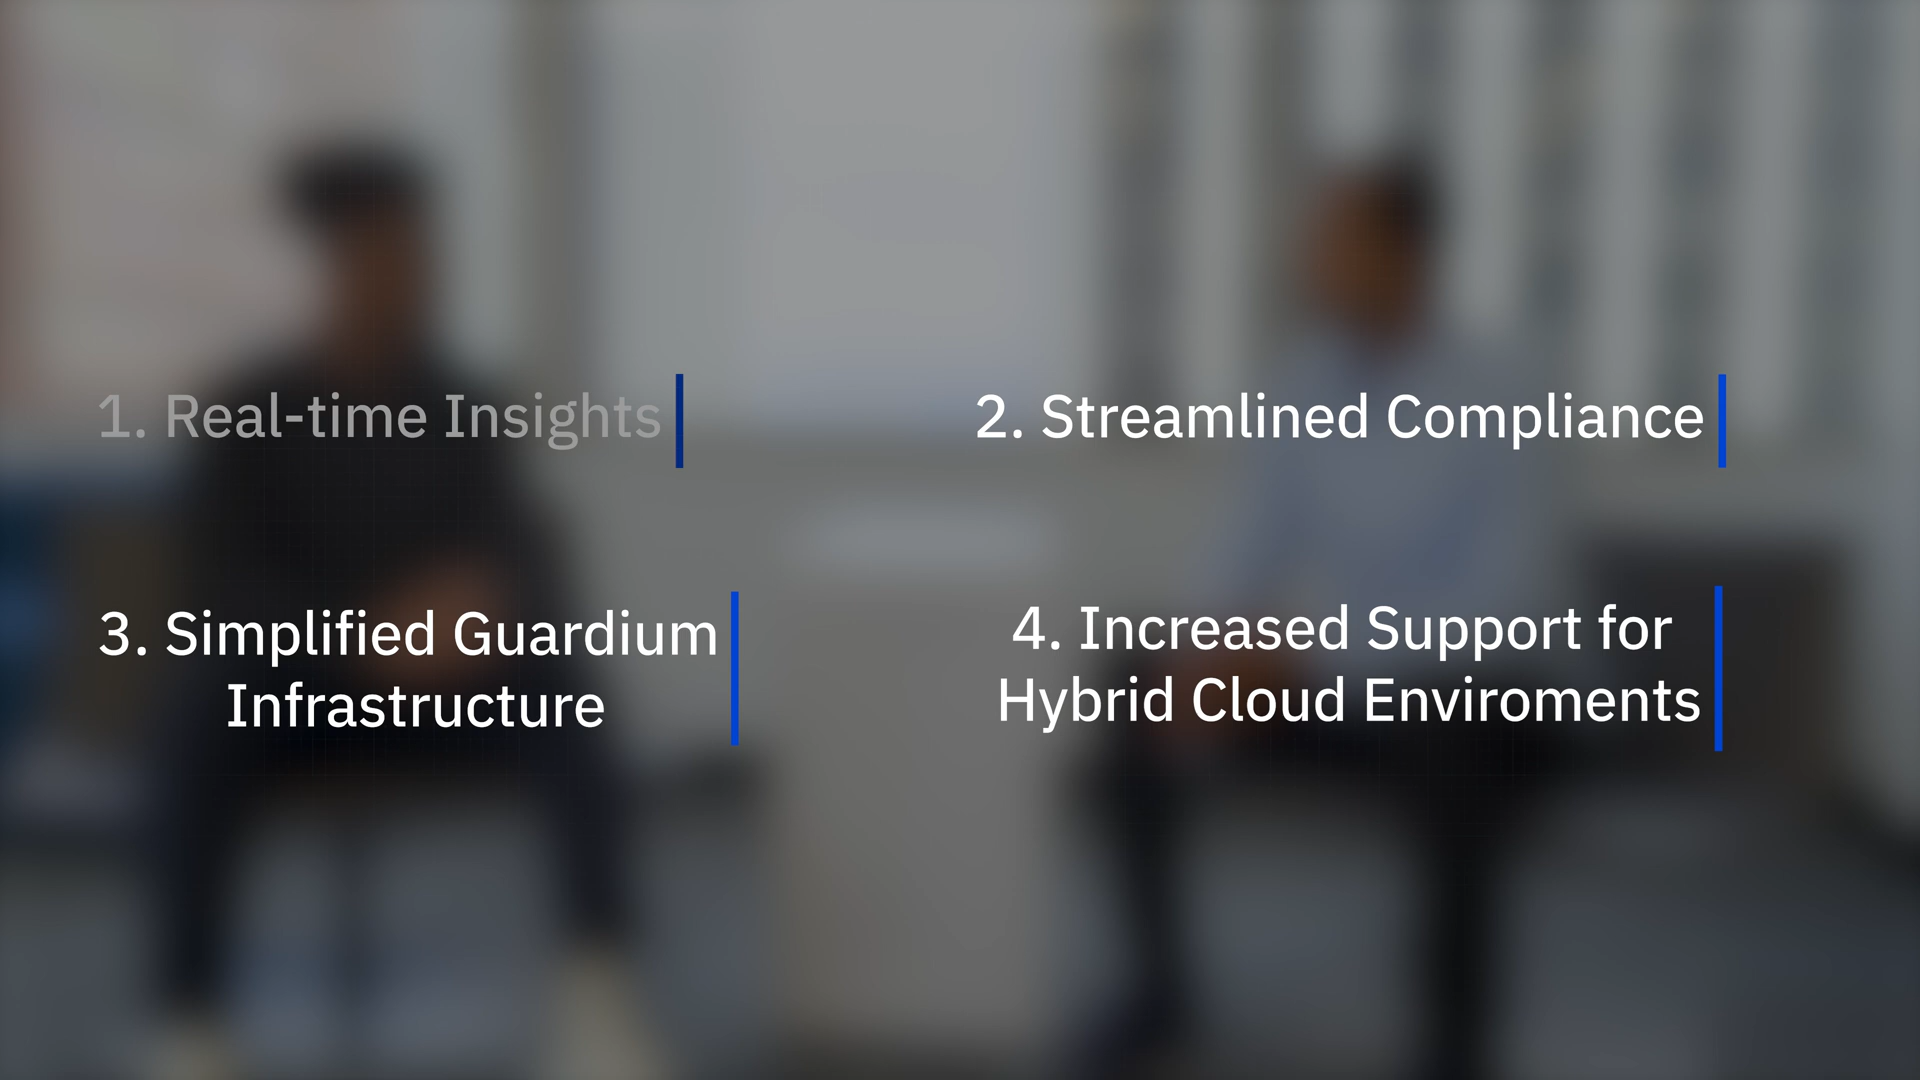 1. Real-time Insights
2. Streamlined Compliance
3. Simplified Guardium
Infrastructure
4. Increased Support for
Hybrid Cloud Enviroments